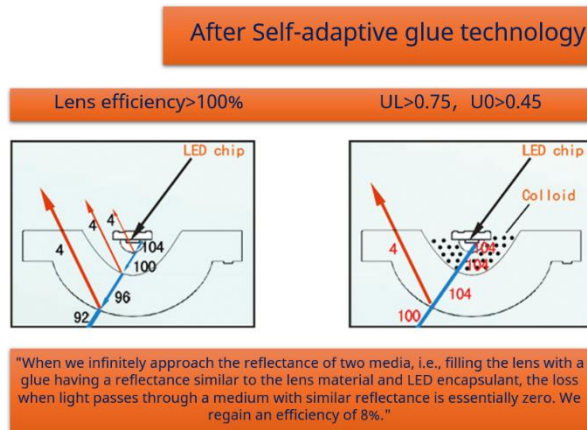 After Self-adaptive glue technology
Lens efficiency>100%
UL>0.75, U0>0.45
LED chip
4
4
4
104
100
96
92
LED chip
Colloid
4
104
104
104
100
"When we infinitely approach the reflectance of two media, i.e., filling the lens with a
glue having a reflectance similar to the lens material and LED encapsulant, the loss
when light passes through a medium with similar reflectance is essentially zero. We
regain an efficiency of 8%."